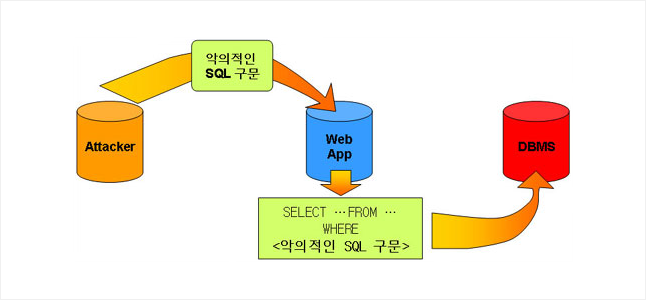 악의적인
SQL 구문
Attacker
Web
App
DBMS
SELECT …FROM …
WHERE
<악의적인 SQL 구문>